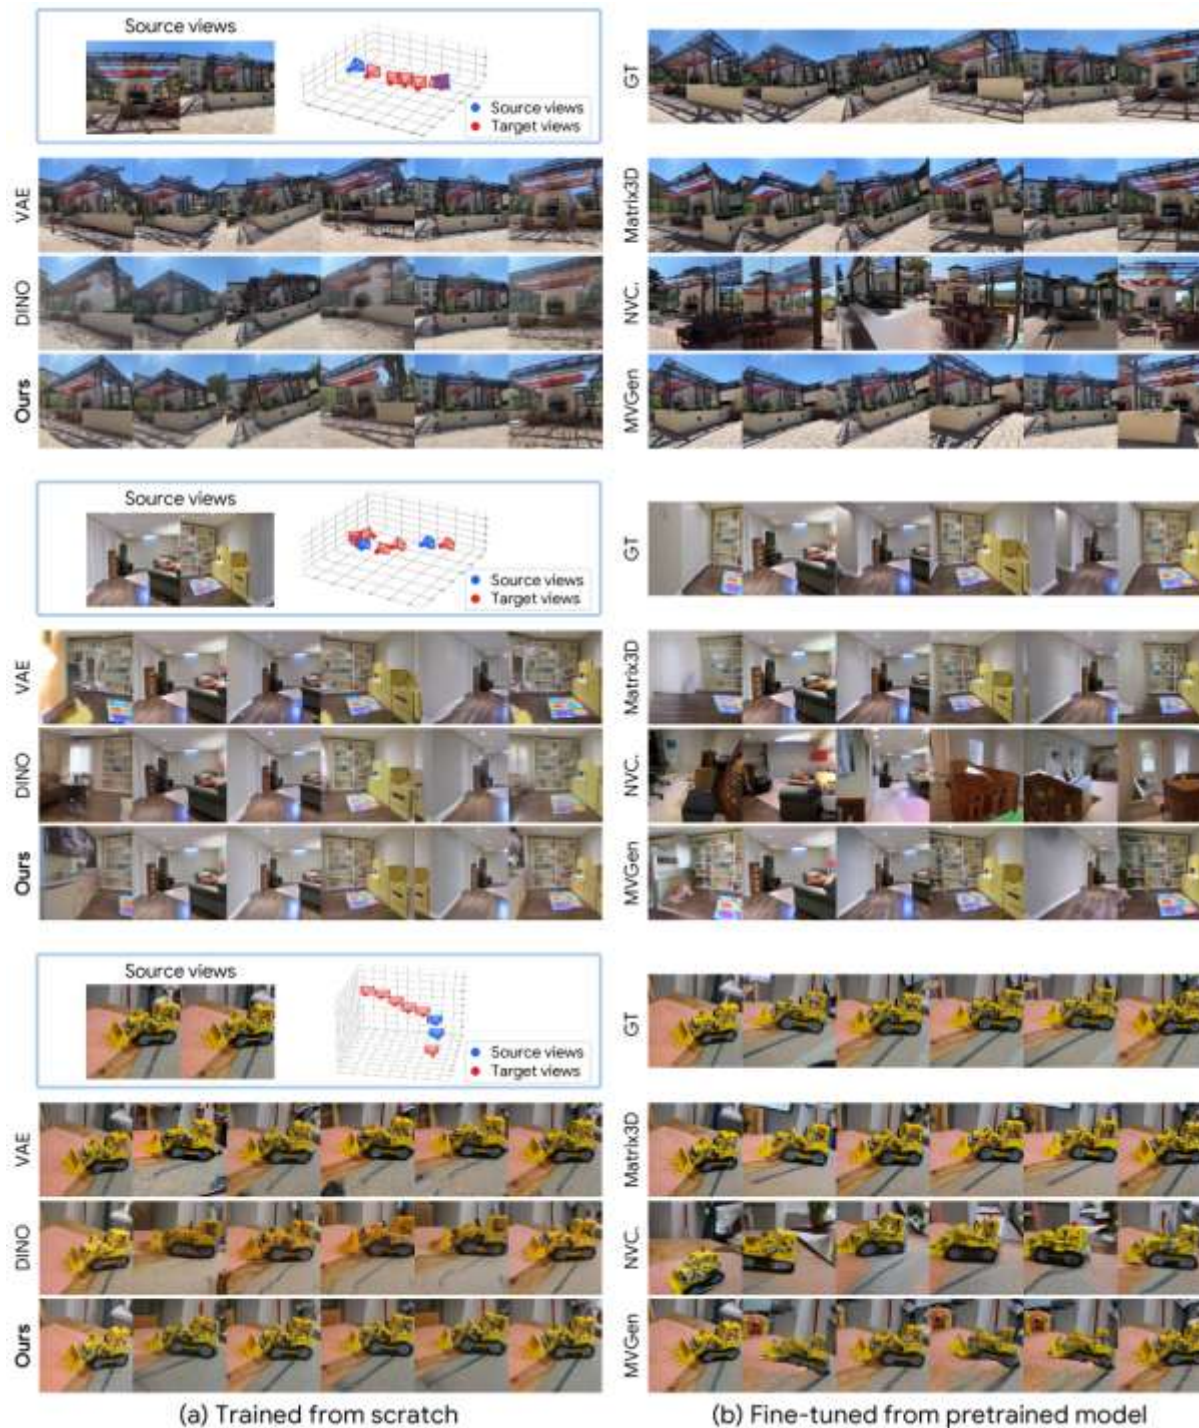 Source views
Source views
Target views
GT
VAE
DINO
Ours
Matrix3D
NVC.
MVGen
Source views
Source views
Target views
GT
VAE
DINO
Ours
Matrix3D
NVC.
MVGen
Source views
Source views
Target views
GT
VAE
DINO
Ours
Matrix3D
NVC.
MVGen
(a) Trained from scratch
(b) Fine-tuned from pretrained model